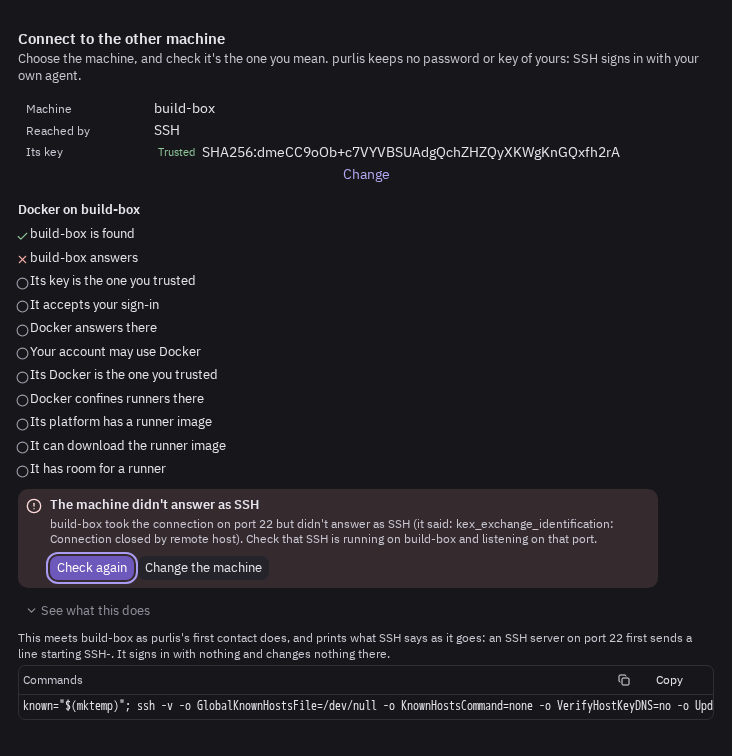 Connect to the other machine
Choose the machine, and check it's the one you mean. purlis keeps no password or key of yours: SSH signs in with your
own agent.
Machine build-box
Reached by SSH
Its key Trusted SHA256:dmeCC9oOb+c7VYVBSUAdgQchZHZQyXKWgKnGQxfh2rA
Change
Docker on build-box
build-box is found
build-box answers
Its key is the one you trusted
It accepts your sign-in
Docker answers there
Your account may use Docker
Its Docker is the one you trusted
Docker confines runners there
Its platform has a runner image
It can download the runner image
It has room for a runner
The machine didn't answer as SSH
build-box took the connection on port 22 but didn't answer as SSH (it said: kex_exchange_identification:
Connection closed by remote host). Check that SSH is running on build-box and listening on that port.
Check again Change the machine
See what this does
This meets build-box as purlis's first contact does, and prints what SSH says as it goes: an SSH server on port 22 first sends a
line starting SSH-. It signs in with nothing and changes nothing there.
Commands Copy
known="$(mktemp)"; ssh -v -o GlobalKnownHostsFile=/dev/null -o KnownHostsCommand=none -o VerifyHostKeyDNS=no -o Upd